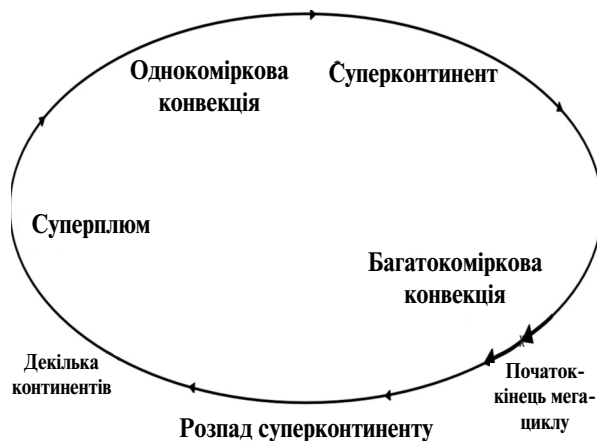 Однокоміркова
конвекція
Суперконтинент
Суперплюм
Багатокоміркова
конвекція
Декілька
континентів
Початок-
кінець мега-
циклу
Розпад суперконтиненту